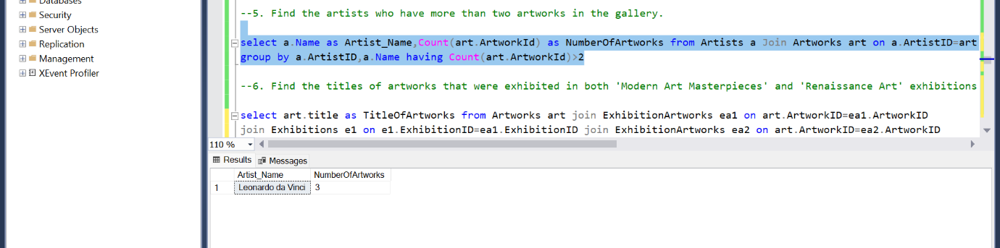 Databases
Security
Server Objects
Replication
Management
XEvent Profiler
--5. Find the artists who have more than two artworks in the gallery.
select a.Name as Artist_Name,Count(art.ArtworkId) as NumberOfArtworks from Artists a Join Artworks art on a.ArtistID=art
group by a.ArtistID,a.Name having Count(art.ArtworkId)>2
--6. Find the titles of artworks that were exhibited in both 'Modern Art Masterpieces' and 'Renaissance Art' exhibitions
select art.title as TitleOfArtworks from Artworks art join ExhibitionArtworks ea1 on art.ArtworkID=ea1.ArtworkID
join Exhibitions e1 on e1.ExhibitionID=ea1.ExhibitionID join ExhibitionArtworks ea2 on art.ArtworkID=ea2.ArtworkID
110 %
Results Messages
Artist_Name NumberOfArtworks
1 Leonardo da Vinci 3